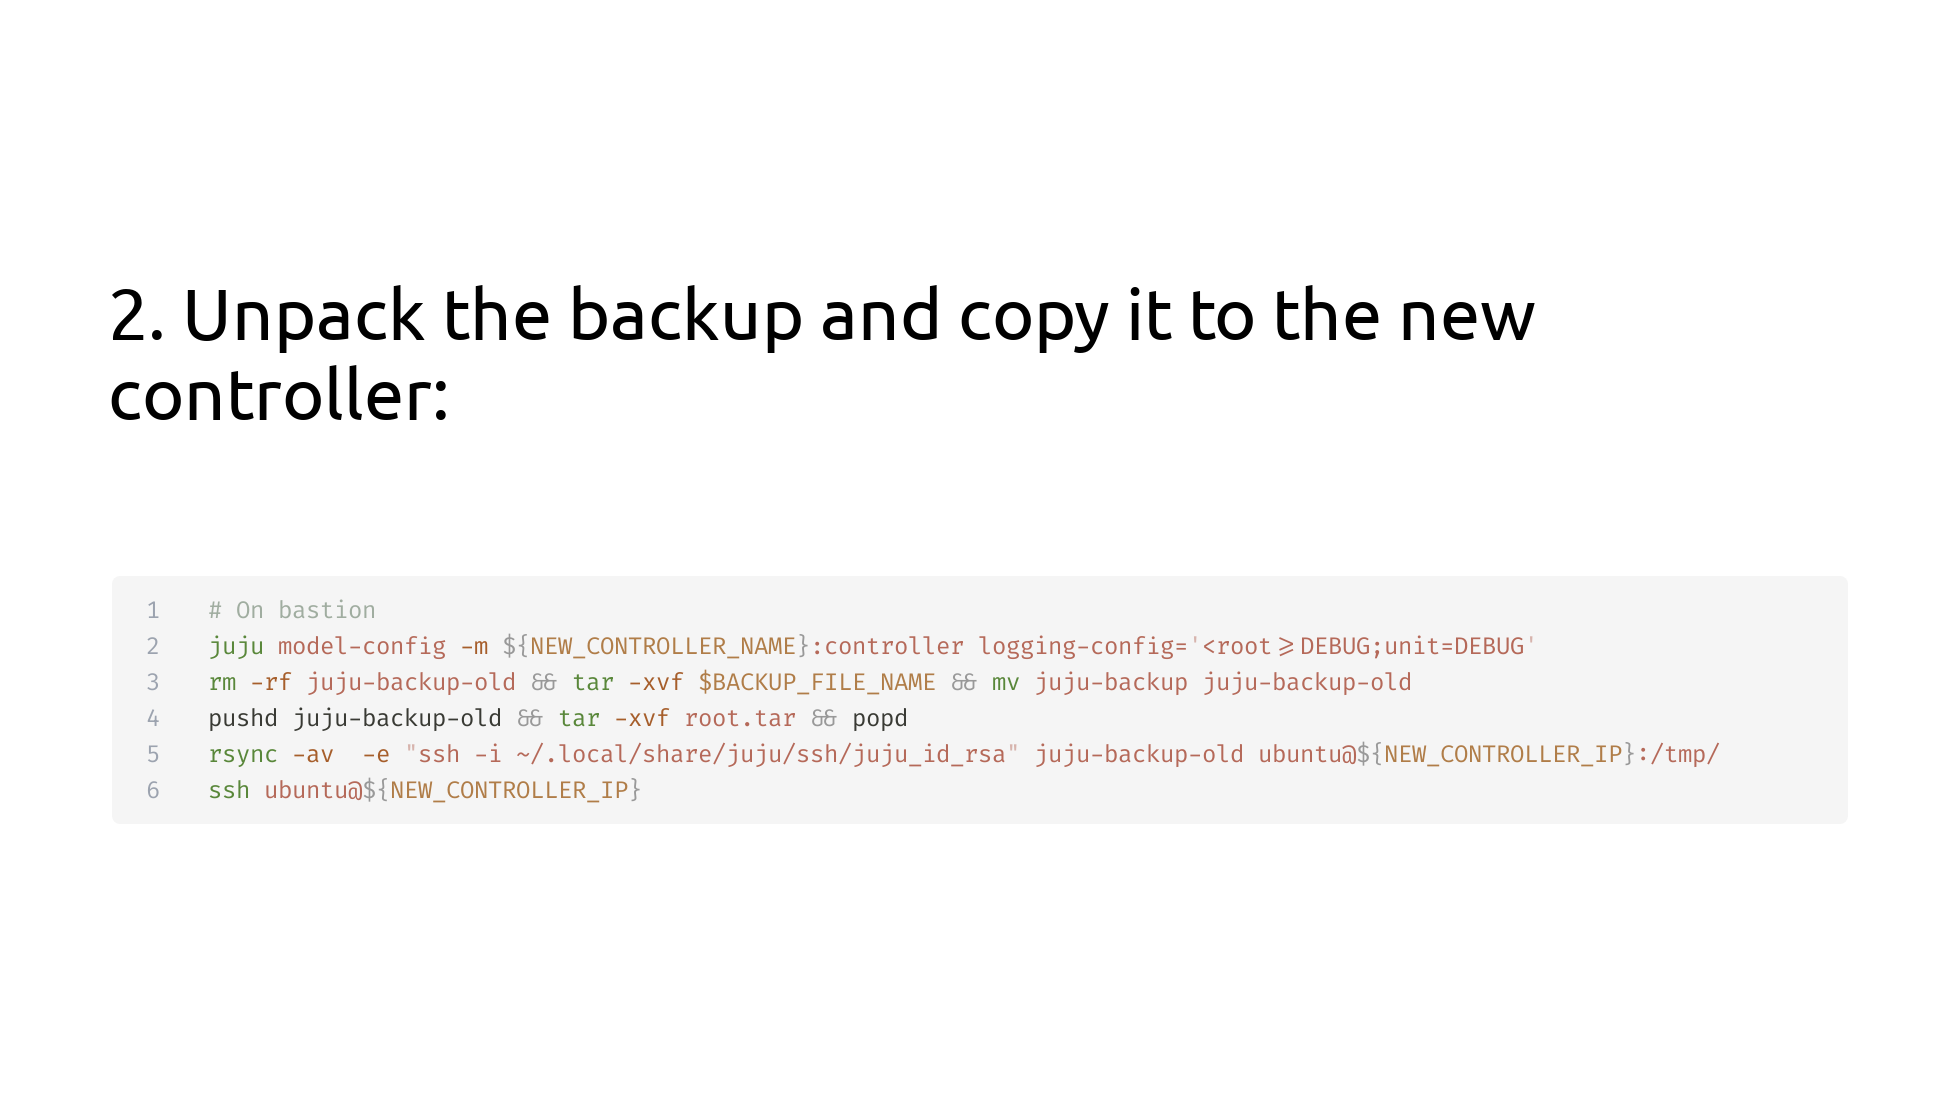 2. Unpack the backup and copy it to the new
controller:
1 # On bastion
2 juju model-config -m ${NEW_CONTROLLER_NAME}:controller logging-config='<root>=DEBUG;unit=DEBUG'
3 rm -rf juju-backup-old && tar -xvf $BACKUP_FILE_NAME && mv juju-backup juju-backup-old
4 pushd juju-backup-old && tar -xvf root.tar && popd
5 rsync -av  -e "ssh -i ~/.local/share/juju/ssh/juju_id_rsa" juju-backup-old ubuntu@${NEW_CONTROLLER_IP}:/tmp/
6 ssh ubuntu@${NEW_CONTROLLER_IP}